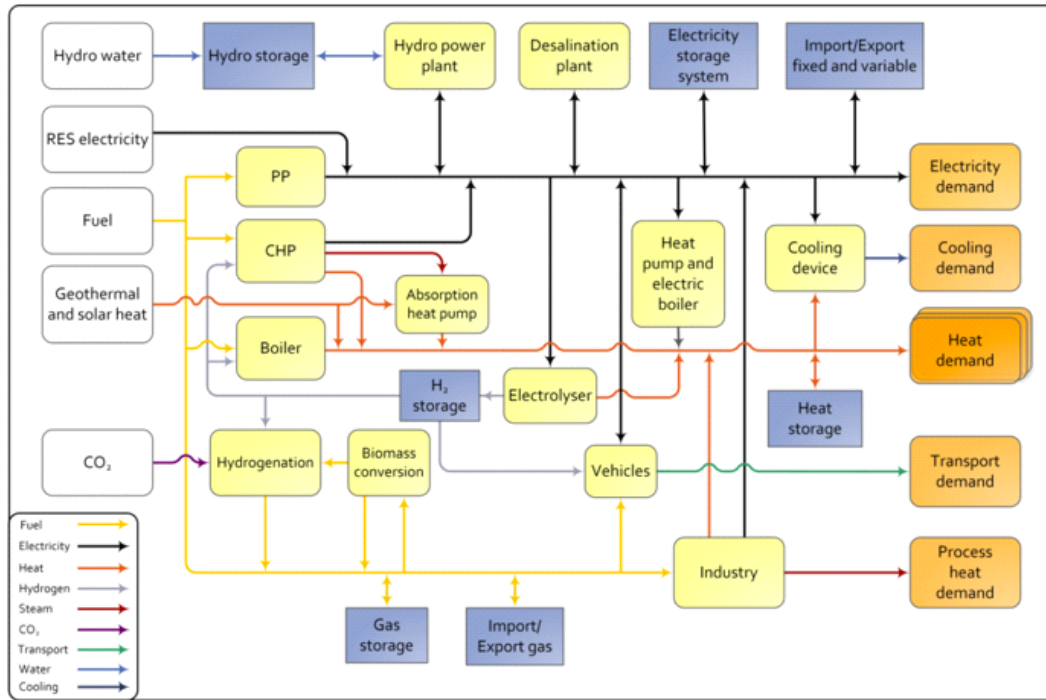 Hydro water
Hydro storage
Hydro power
plant
Desalination
plant
Electricity
storage
system
Import/Export
fixed and variable
RES electricity
PP
Electricity
demand
Fuel
CHP
Heat
pump and
electric
boiler
Cooling
device
Cooling
demand
Geothermal
and solar heat
Absorption
heat pump
Boiler
Heat
demand
H₂
storage
Electrolyser
Heat
storage
CO₂
Hydrogenation
Biomass
conversion
Vehicles
Transport
demand
Fuel
Electricity
Heat
Hydrogen
Steam
CO₂
Transport
Water
Cooling
Industry
Process
heat
demand
Gas
storage
Import/
Export gas